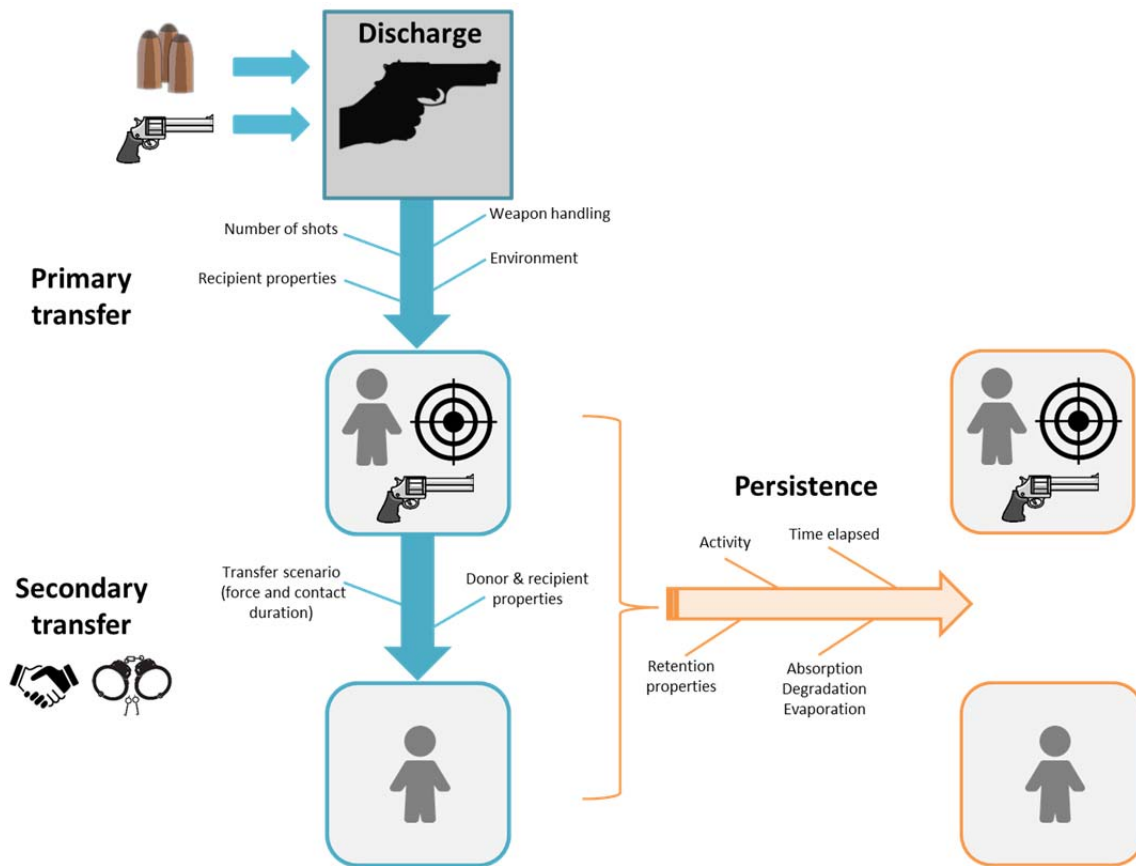 Discharge
Number of shots
Weapon handling
Recipient properties
Environment
Primary
transfer
Secondary
transfer
Transfer scenario
(force and contact
duration)
Donor & recipient
properties
Persistence
Activity
Time elapsed
Retention
properties
Absorption
Degradation
Evaporation